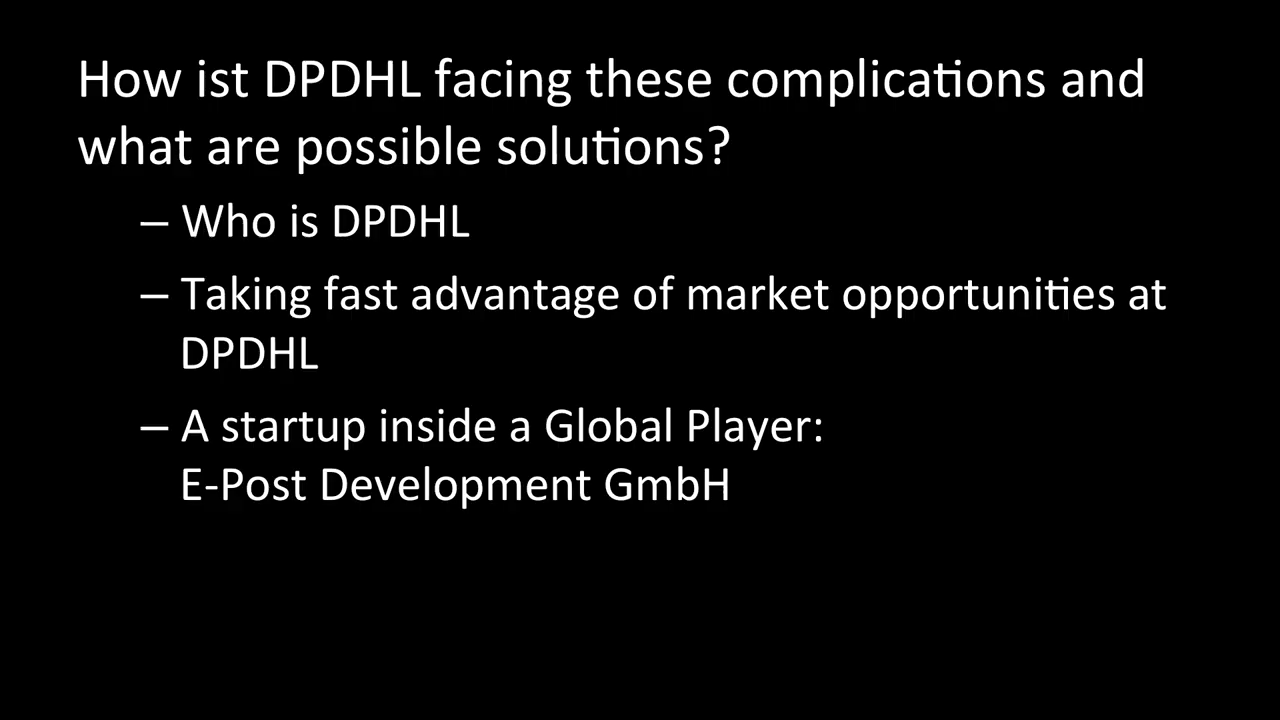 How ist DPDHL facing these complications and
what are possible solutions?
– Who is DPDHL
– Taking fast advantage of market opportunities at
DPDHL
– A startup inside a Global Player:
E-Post Development GmbH